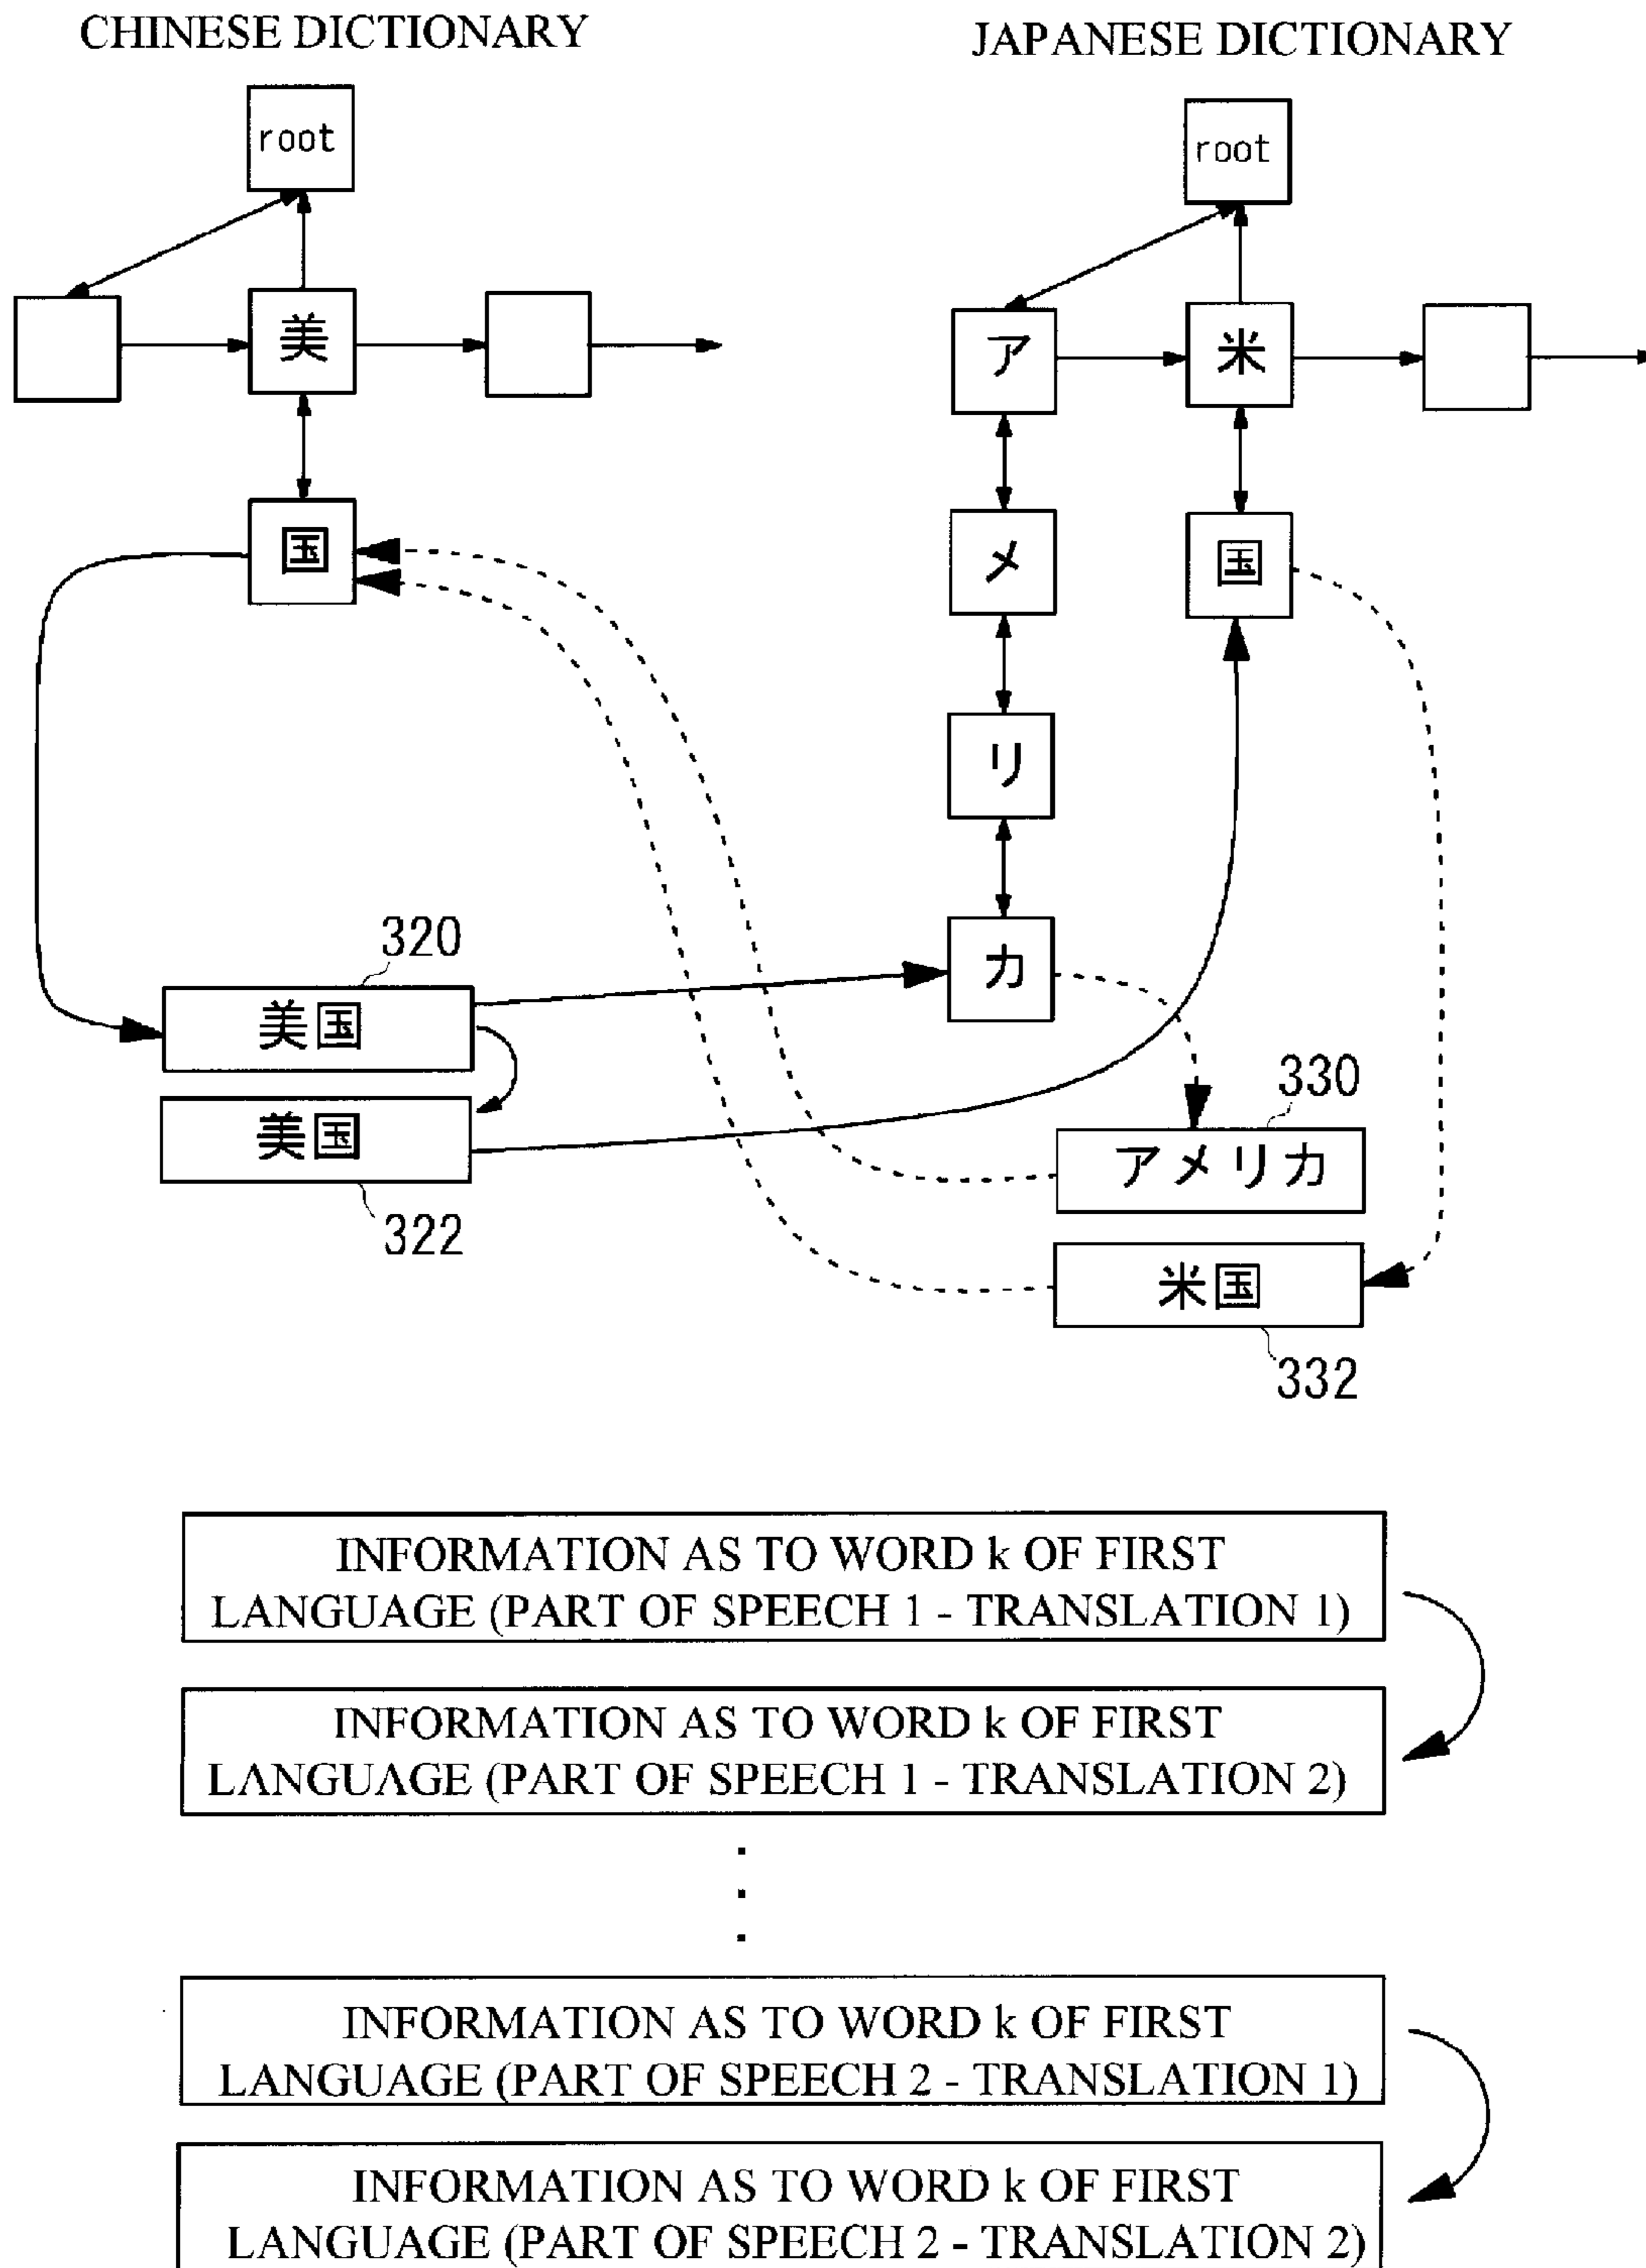 CHINESE DICTIONARY
JAPANESE DICTIONARY
root
root
美
ア
米
国
メ
国
リ
カ
320
美国
美国
322
330
アメリカ
米国
332
INFORMATION AS TO WORD k OF FIRST
LANGUAGE (PART OF SPEECH 1 - TRANSLATION 1)
INFORMATION AS TO WORD k OF FIRST
LANGUAGE (PART OF SPEECH 1 - TRANSLATION 2)
INFORMATION AS TO WORD k OF FIRST
LANGUAGE (PART OF SPEECH 2 - TRANSLATION 1)
INFORMATION AS TO WORD k OF FIRST
LANGUAGE (PART OF SPEECH 2 - TRANSLATION 2)